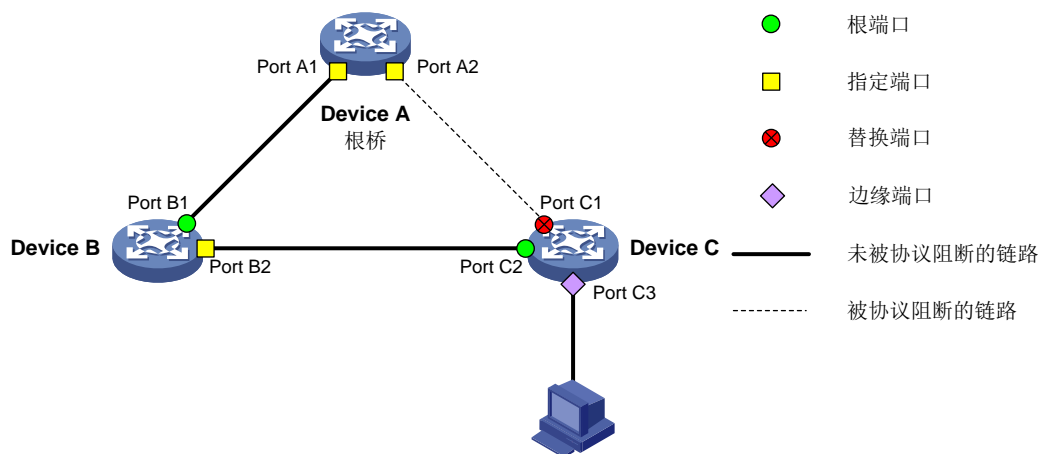 Port A1
Port A2
Device A
根桥
Port B1
Device B
Port B2
Port C1
Port C2
Device C
Port C3
根端口
指定端口
替换端口
边缘端口
未被协议阻断的链路
被协议阻断的链路